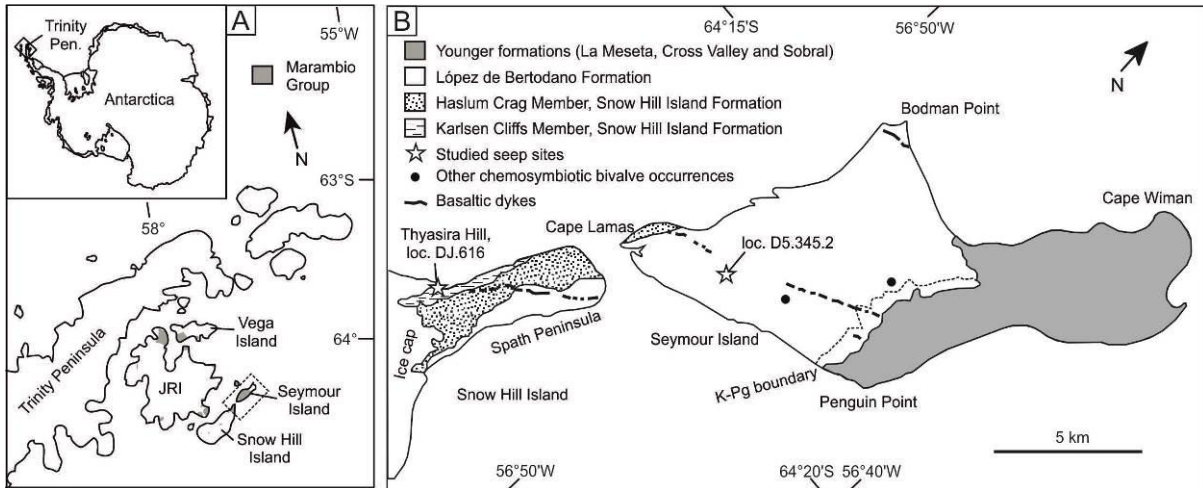 A
Trinity
Pen.
Antarctica
55°W
Marambio
Group
N
63°S
58°
Vega
Island
64°
Trinity Peninsula
JRI
Seymour
Island
Snow Hill
Island
B
64°15'S
56°50'W
Younger formations (La Meseta, Cross Valley and Sobral)
López de Bertodano Formation
Haslum Crag Member, Snow Hill Island Formation
Karlsen Cliffs Member, Snow Hill Island Formation
Studied seep sites
Other chemosymbiotic bivalve occurrences
Basaltic dykes
N
Bodman Point
Cape Wiman
Cape Lamas
Thyasira Hill,
loc. DJ.616
loc. D5.345.2
Ice cap
Spath Peninsula
Seymour Island
Snow Hill Island
K-Pg boundary
Penguin Point
5 km
56°50'W
64°20'S 56°40'W